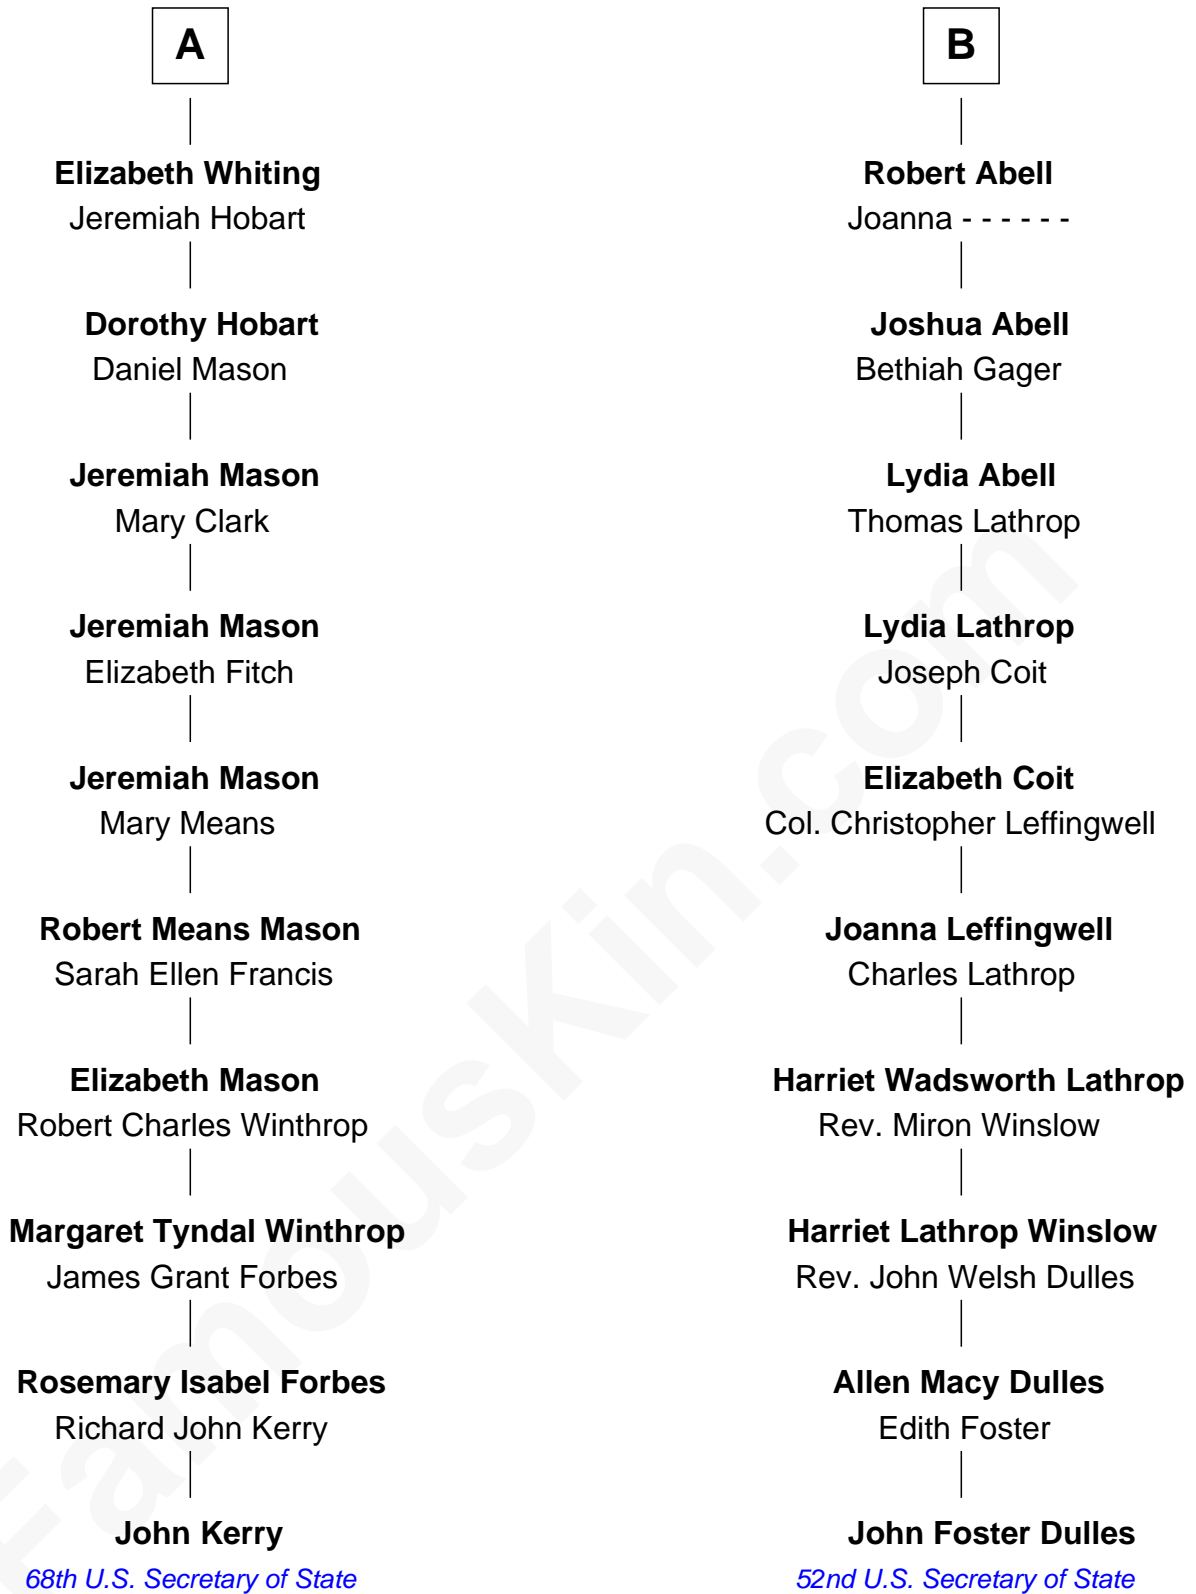 A
Elizabeth Whiting
Jeremiah Hobart
Dorothy Hobart
Daniel Mason
Jeremiah Mason
Mary Clark
Jeremiah Mason
Elizabeth Fitch
Jeremiah Mason
Mary Means
Robert Means Mason
Sarah Ellen Francis
Elizabeth Mason
Robert Charles Winthrop
Margaret Tyndal Winthrop
James Grant Forbes
Rosemary Isabel Forbes
Richard John Kerry
John Kerry
68th U.S. Secretary of State
B
Robert Abell
Joanna - - - - - -
Joshua Abell
Bethiah Gager
Lydia Abell
Thomas Lathrop
Lydia Lathrop
Joseph Coit
Elizabeth Coit
Col. Christopher Leffingwell
Joanna Leffingwell
Charles Lathrop
Harriet Wadsworth Lathrop
Rev. Miron Winslow
Harriet Lathrop Winslow
Rev. John Welsh Dulles
Allen Macy Dulles
Edith Foster
John Foster Dulles
52nd U.S. Secretary of State
FamousKin.com